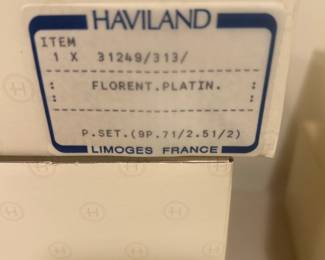 HAVILAND
ITEM
1 X 31249/313/
: FLORENT.PLATIN. :
: :
P.SET.(9P.71/2.51/2)
LIMOGES FRANCE